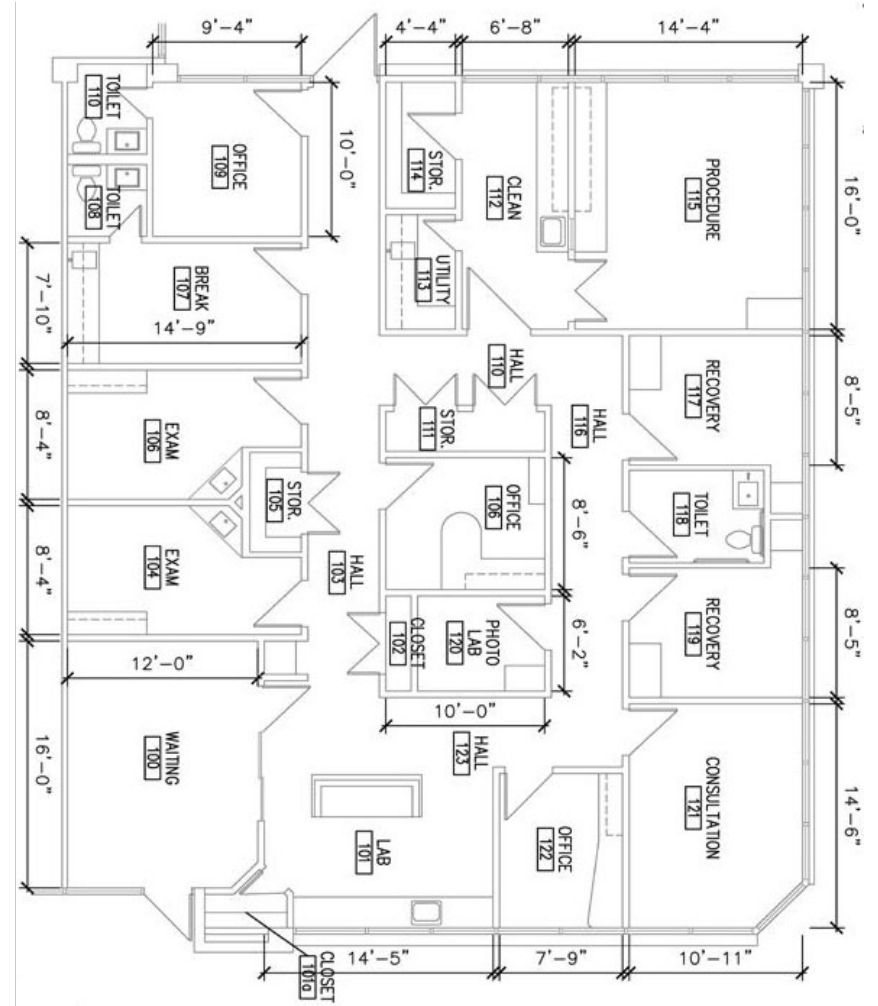 9'-4"
4'-4"
6'-8"
14'-4"
TOILET
110
OFFICE
109
10'-0"
STOR.
114
CLEAN
112
PROCEDURE
115
16'-0"
TOILET
108
UTILITY
113
BREAK
107
7'-10"
14'-9"
HALL
110
RECOVERY
117
8'-5"
EXAM
106
8'-4"
STOR.
111
HALL
116
STOR.
105
OFFICE
106
8'-6"
TOILET
118
EXAM
104
8'-4"
HALL
103
CLOSET
102
PHOTO
LAB
120
6'-2"
RECOVERY
119
8'-5"
12'-0"
10'-0"
WAITING
100
16'-0"
HALL
123
CONSULTATION
121
14'-6"
LAB
101
OFFICE
122
14'-5"
7'-9"
10'-11"
CLOSET
101a